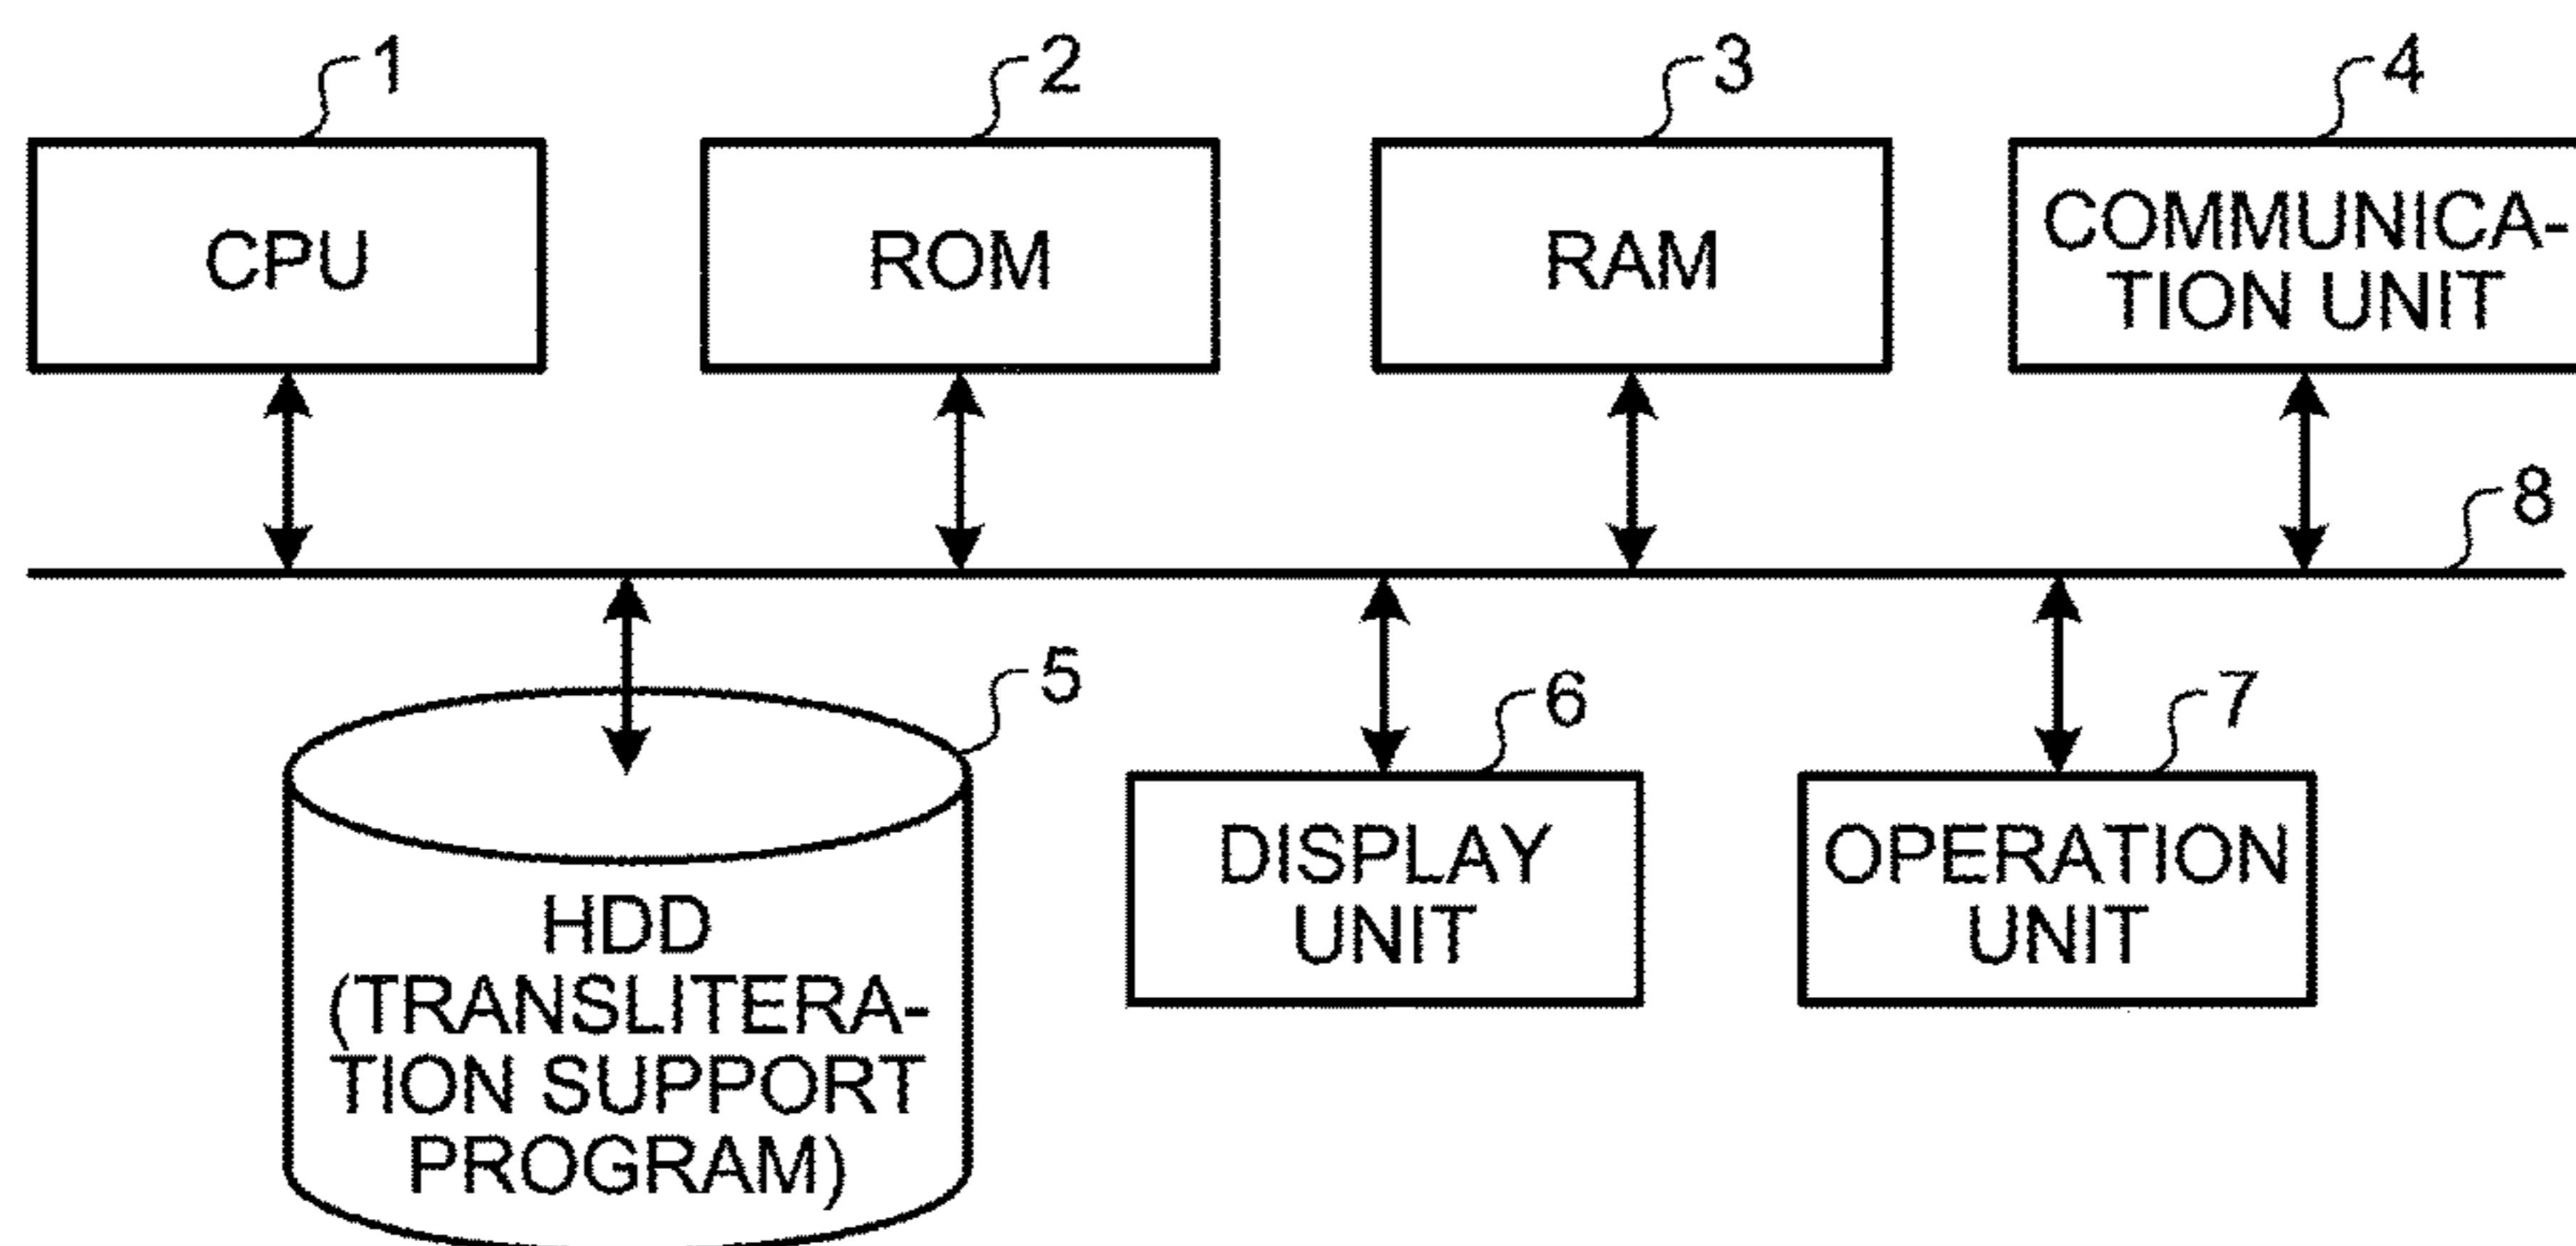 1
2
3
4
CPU
ROM
RAM
COMMUNICA-
TION UNIT
8
5
6
7
HDD
(TRANSLITERA-
TION SUPPORT
PROGRAM)
DISPLAY
UNIT
OPERATION
UNIT